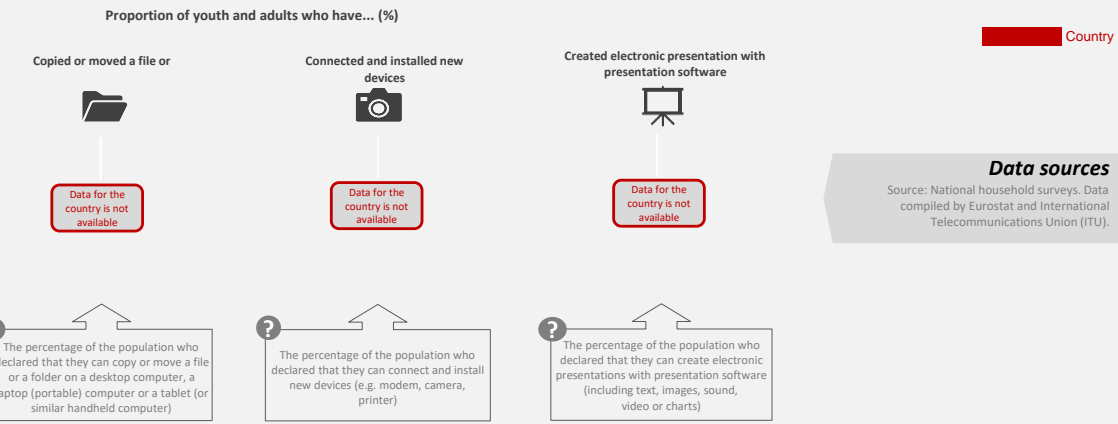 Proportion of youth and adults who have... (%)
Country
Copied or moved a file or
Connected and installed new
devices
Created electronic presentation with
presentation software
Data for the
country is not
available
Data for the
country is not
available
Data for the
country is not
available
Data sources
Source: National household surveys. Data
compiled by Eurostat and International
Telecommunications Union (ITU).
The percentage of the population who
declared that they can copy or move a file
or a folder on a desktop computer, a
laptop (portable) computer or a tablet (or
similar handheld computer)
?
The percentage of the population who
declared that they can connect and install
new devices (e.g. modem, camera,
printer)
?
The percentage of the population who
declared that they can create electronic
presentations with presentation software
(including text, images, sound,
video or charts)